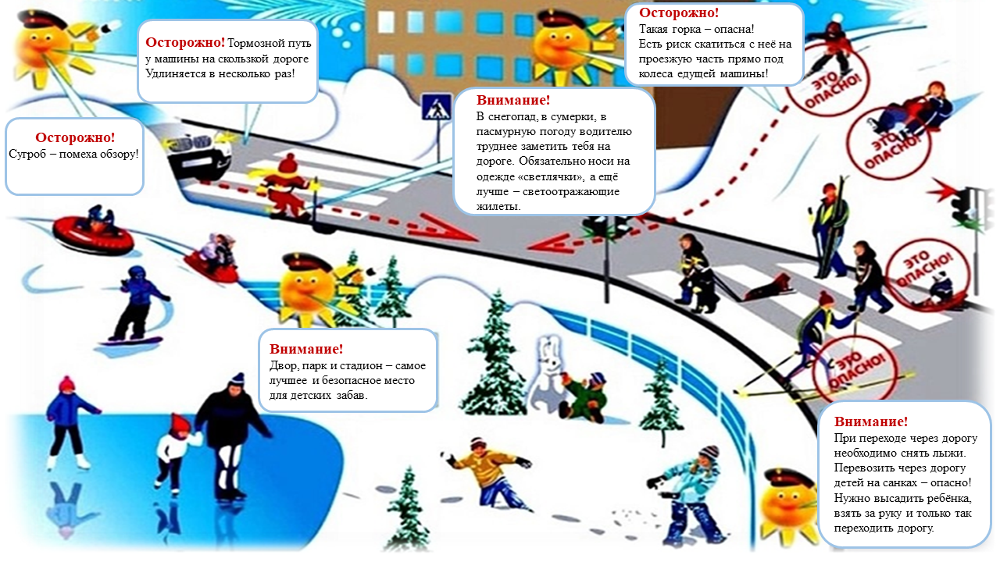 Осторожно! Тормозной путь
у машины на скользкой дороге
Удлиняется в несколько раз!
Осторожно!
Такая горка – опасна!
Есть риск скатиться с неё на
проезжую часть прямо под
колеса едущей машины!
ЭТО
ОПАСНО!
Внимание!
В снегопад, в сумерки, в
пасмурную погоду водителю
труднее заметить тебя на
дороге. Обязательно носи на
одежде «светлячки», а ещё
лучше – светоотражающие
жилеты.
Осторожно!
Сугроб – помеха обзору!
ЭТО
ОПАСНО!
ЭТО
ОПАСНО!
Внимание!
Двор, парк и стадион – самое
лучшее и безопасное место
для детских забав.
ЭТО
ОПАСНО!
Внимание!
При переходе через дорогу
необходимо снять лыжи.
Перевозить через дорогу
детей на санках – опасно!
Нужно высадить ребёнка,
взять за руку и только так
переходить дорогу.